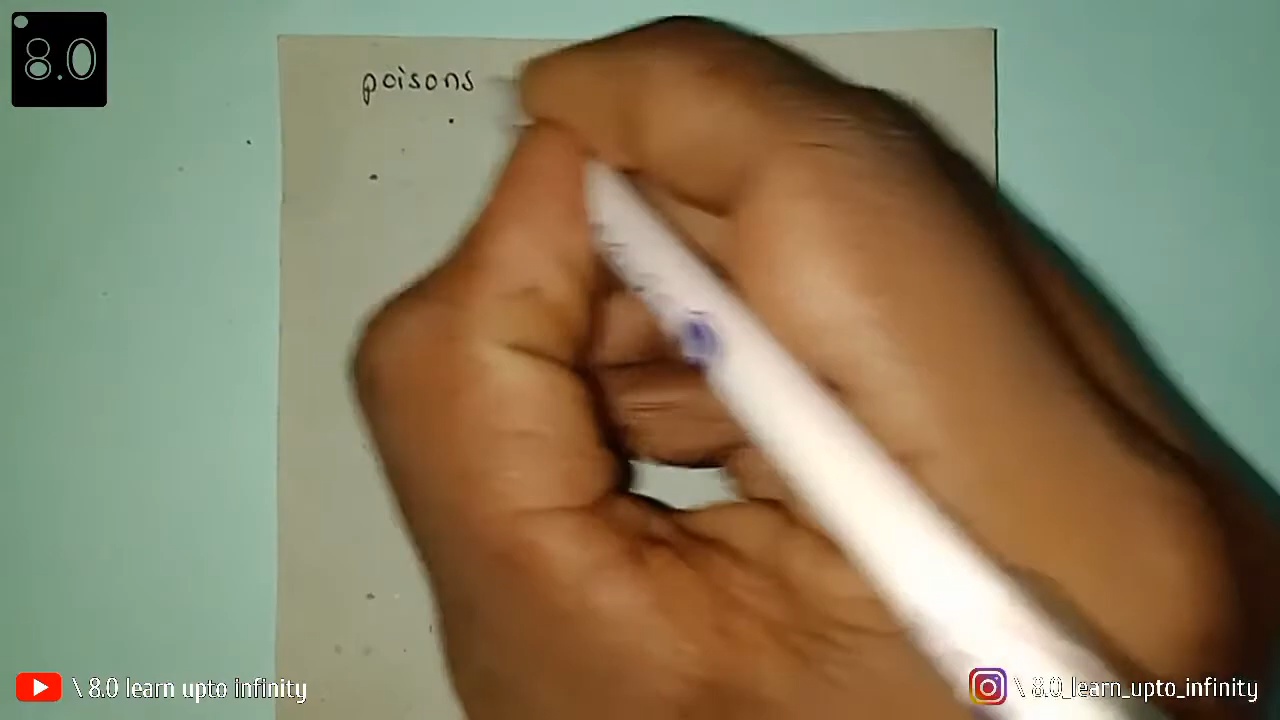 8.0
poisons
\ 8.0 learn upto infinity
\ 8.0_learn_upto_infinity